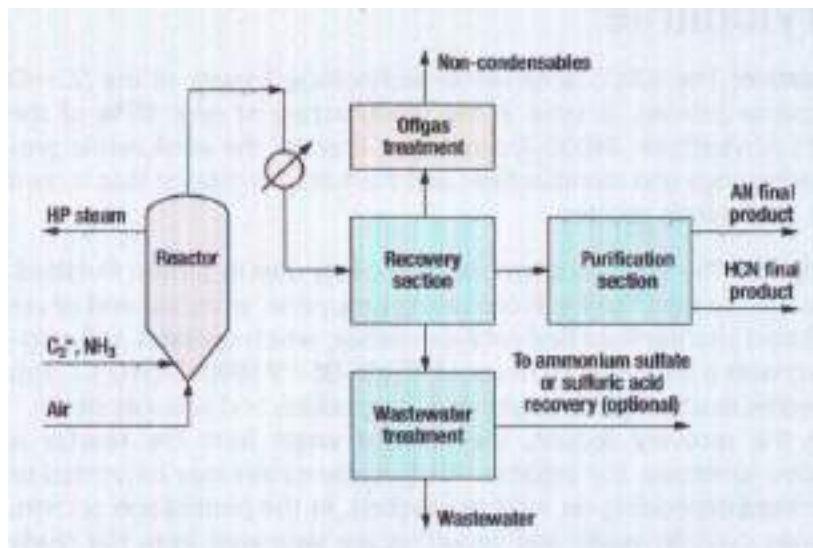 Non-condensables
Offgas
treatment
AN final
product
HP steam
Reactor
Recovery
section
Purification
section
HCN final
product
C₃⁼, NH₃
To ammonium sulfate
or sulfuric acid
recovery (optional)
Air
Wastewater
treatment
Wastewater